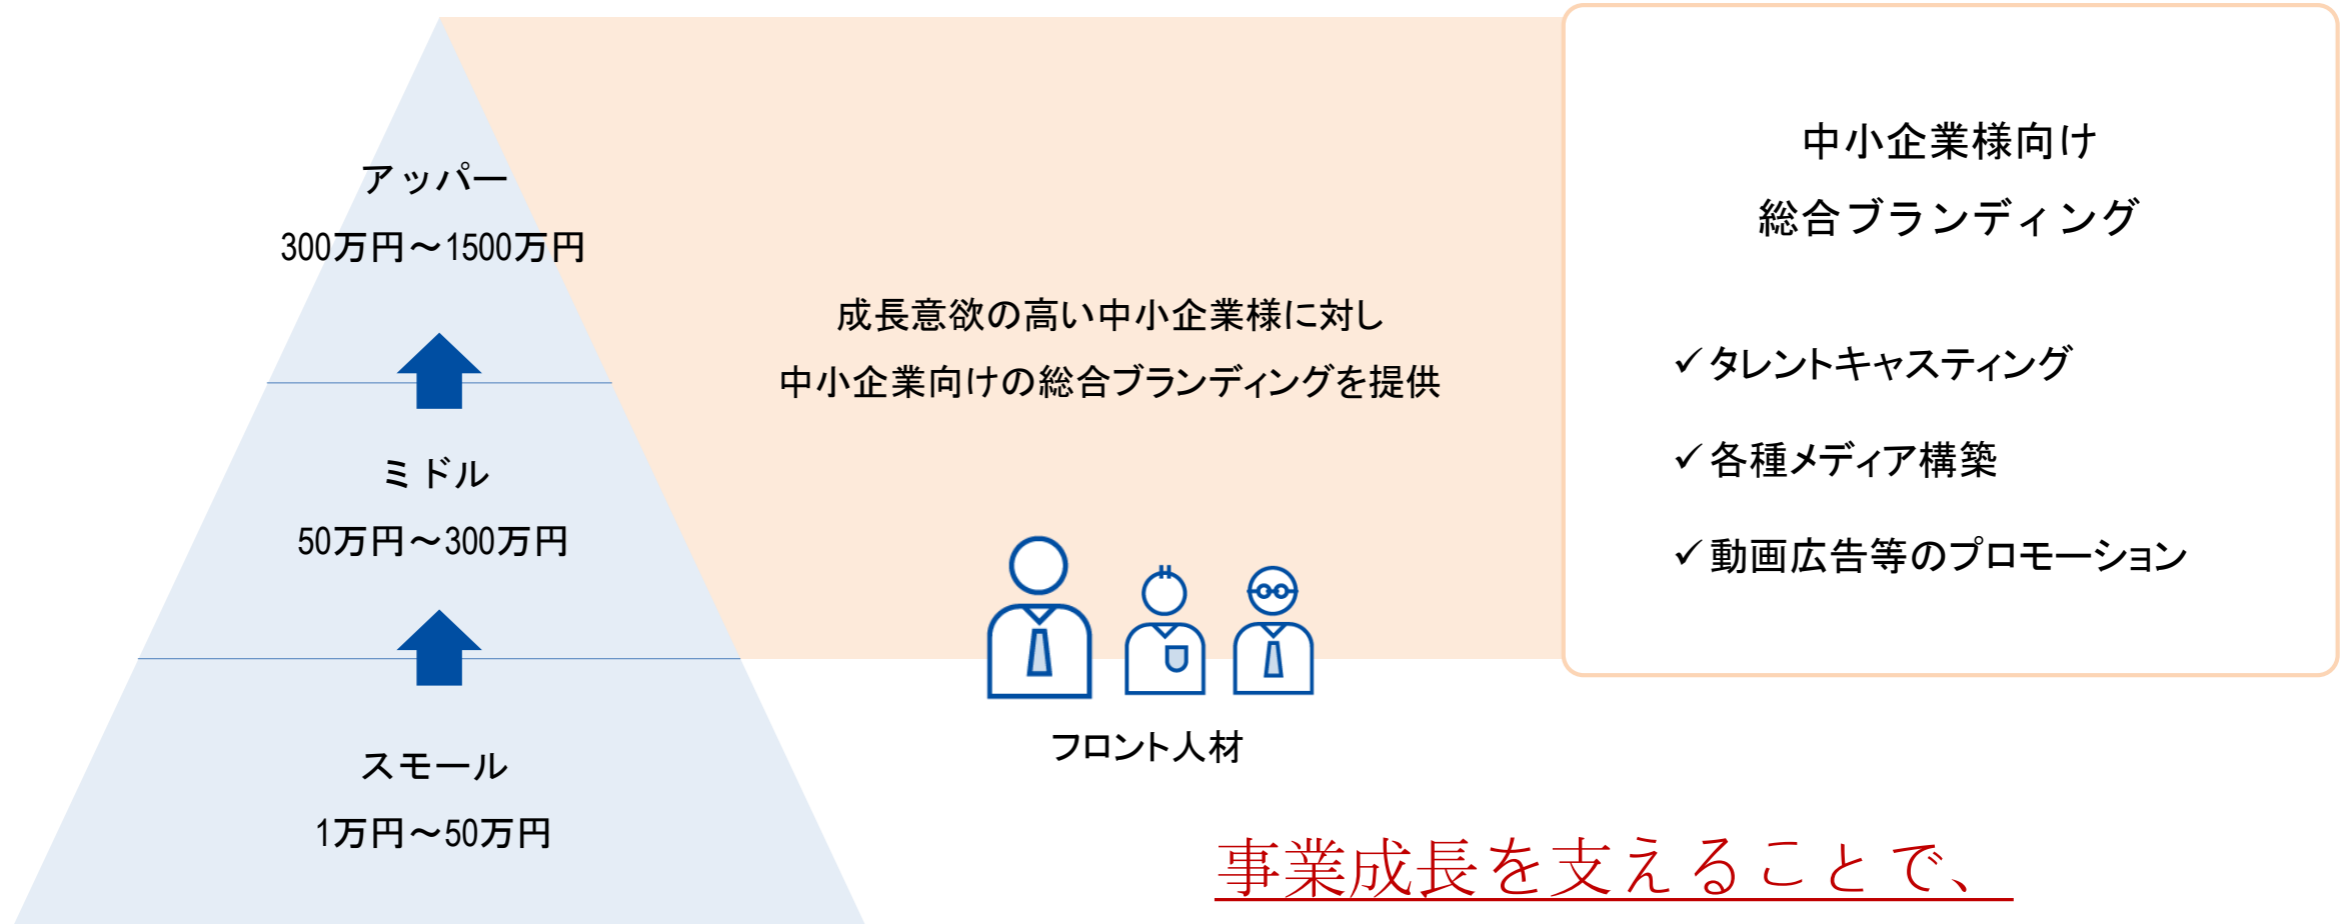 アッパー
300万円～1500万円
ミドル
50万円～300万円
スモール
1万円～50万円
成長意欲の高い中小企業様に対し
中小企業向けの総合ブランディングを提供
フロント人材
中小企業様向け
総合ブランディング
✓タレントキャスティング
✓各種メディア構築
✓動画広告等のプロモーション
事業成長を支えることで、